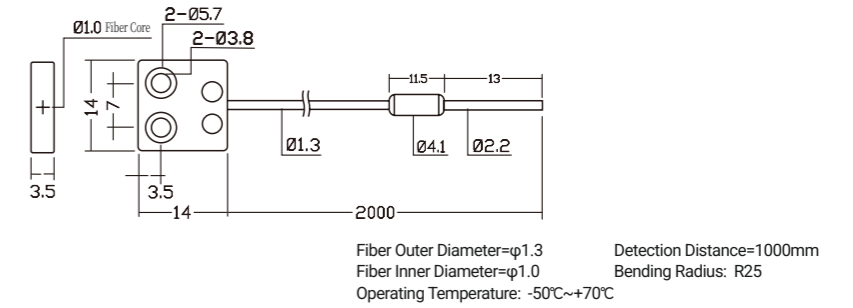 2-Ø5.7
Ø1.0 Fiber Core
2-Ø3.8
11.5
13
14
7
Ø1.3
Ø4.1
Ø2.2
3.5
3.5
14
2000
Fiber Outer Diameter=φ1.3
Detection Distance=1000mm
Fiber Inner Diameter=φ1.0
Bending Radius: R25
Operating Temperature: -50℃~+70℃